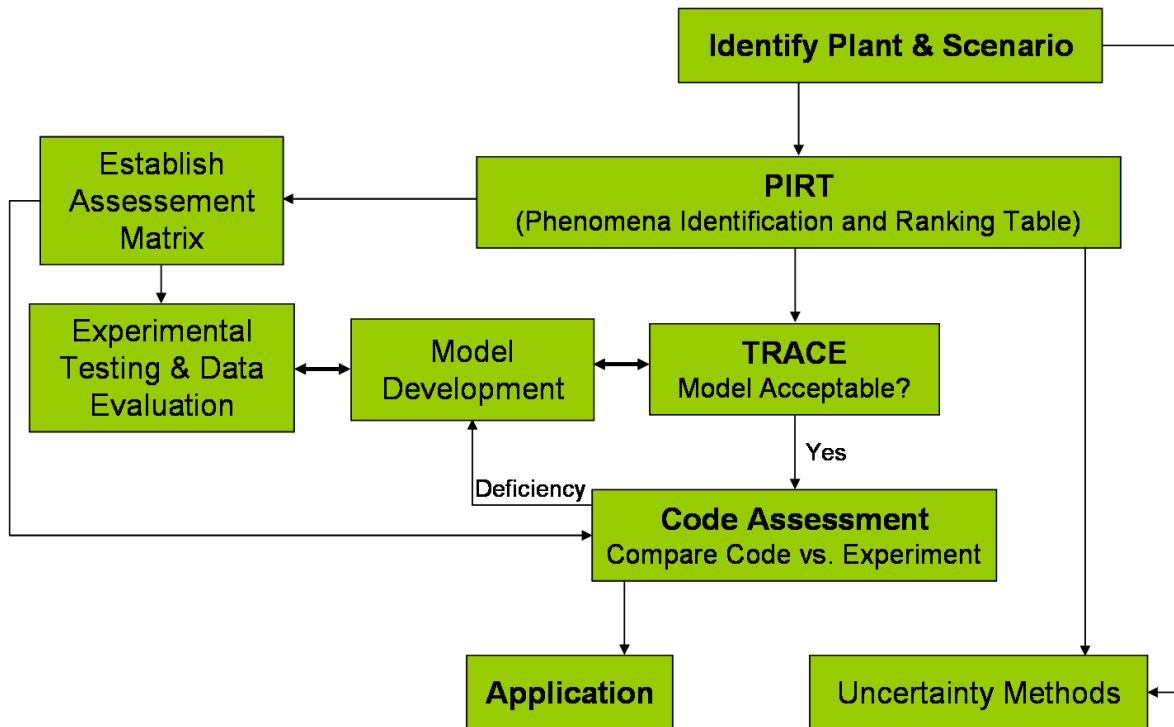 Identify Plant & Scenario
Establish
Assessement
Matrix
PIRT
(Phenomena Identification and Ranking Table)
Experimental
Testing & Data
Evaluation
Model
Development
TRACE
Model Acceptable?
Yes
Deficiency
Code Assessment
Compare Code vs. Experiment
Application
Uncertainty Methods